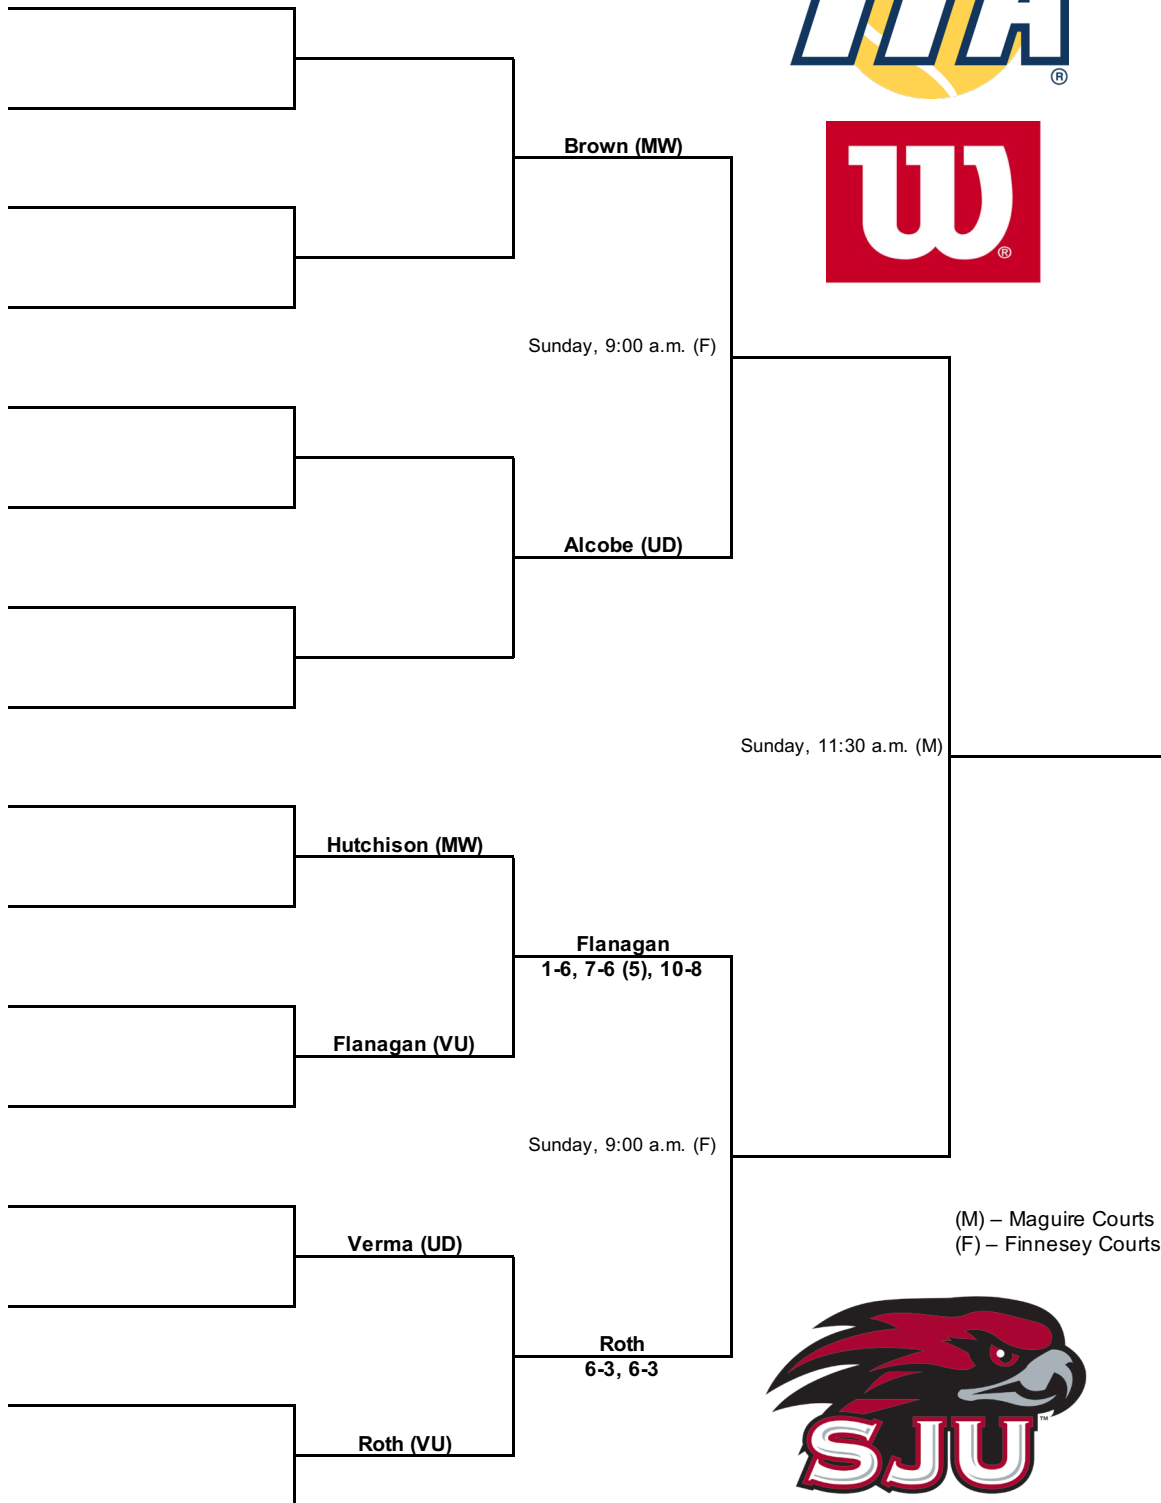 ITA
®
Brown (MW)
W
®
Sunday, 9:00 a.m. (F)
Alcobe (UD)
Sunday, 11:30 a.m. (M)
Hutchison (MW)
Flanagan
1-6, 7-6 (5), 10-8
Flanagan (VU)
Sunday, 9:00 a.m. (F)
(M) – Maguire Courts
(F) – Finnesey Courts
Verma (UD)
Roth
6-3, 6-3
Roth (VU)
SJU
™